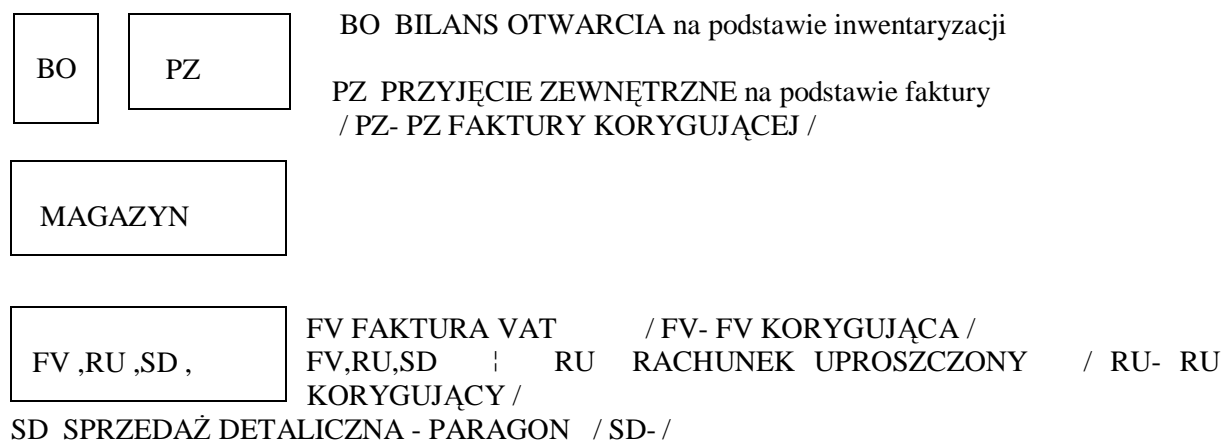 BO BILANS OTWARCIA na podstawie inwentaryzacji
BO
PZ
PZ PRZYJĘCIE ZEWNĘTRZNE na podstawie faktury
/ PZ- PZ FAKTURY KORYGUJĄCEJ /
MAGAZYN
FV FAKTURA VAT / FV- FV KORYGUJĄCA /
FV ,RU ,SD ,
FV,RU,SD ¦ RU RACHUNEK UPROSZCZONY / RU- RU
KORYGUJĄCY /
SD SPRZEDAŻ DETALICZNA - PARAGON / SD- /